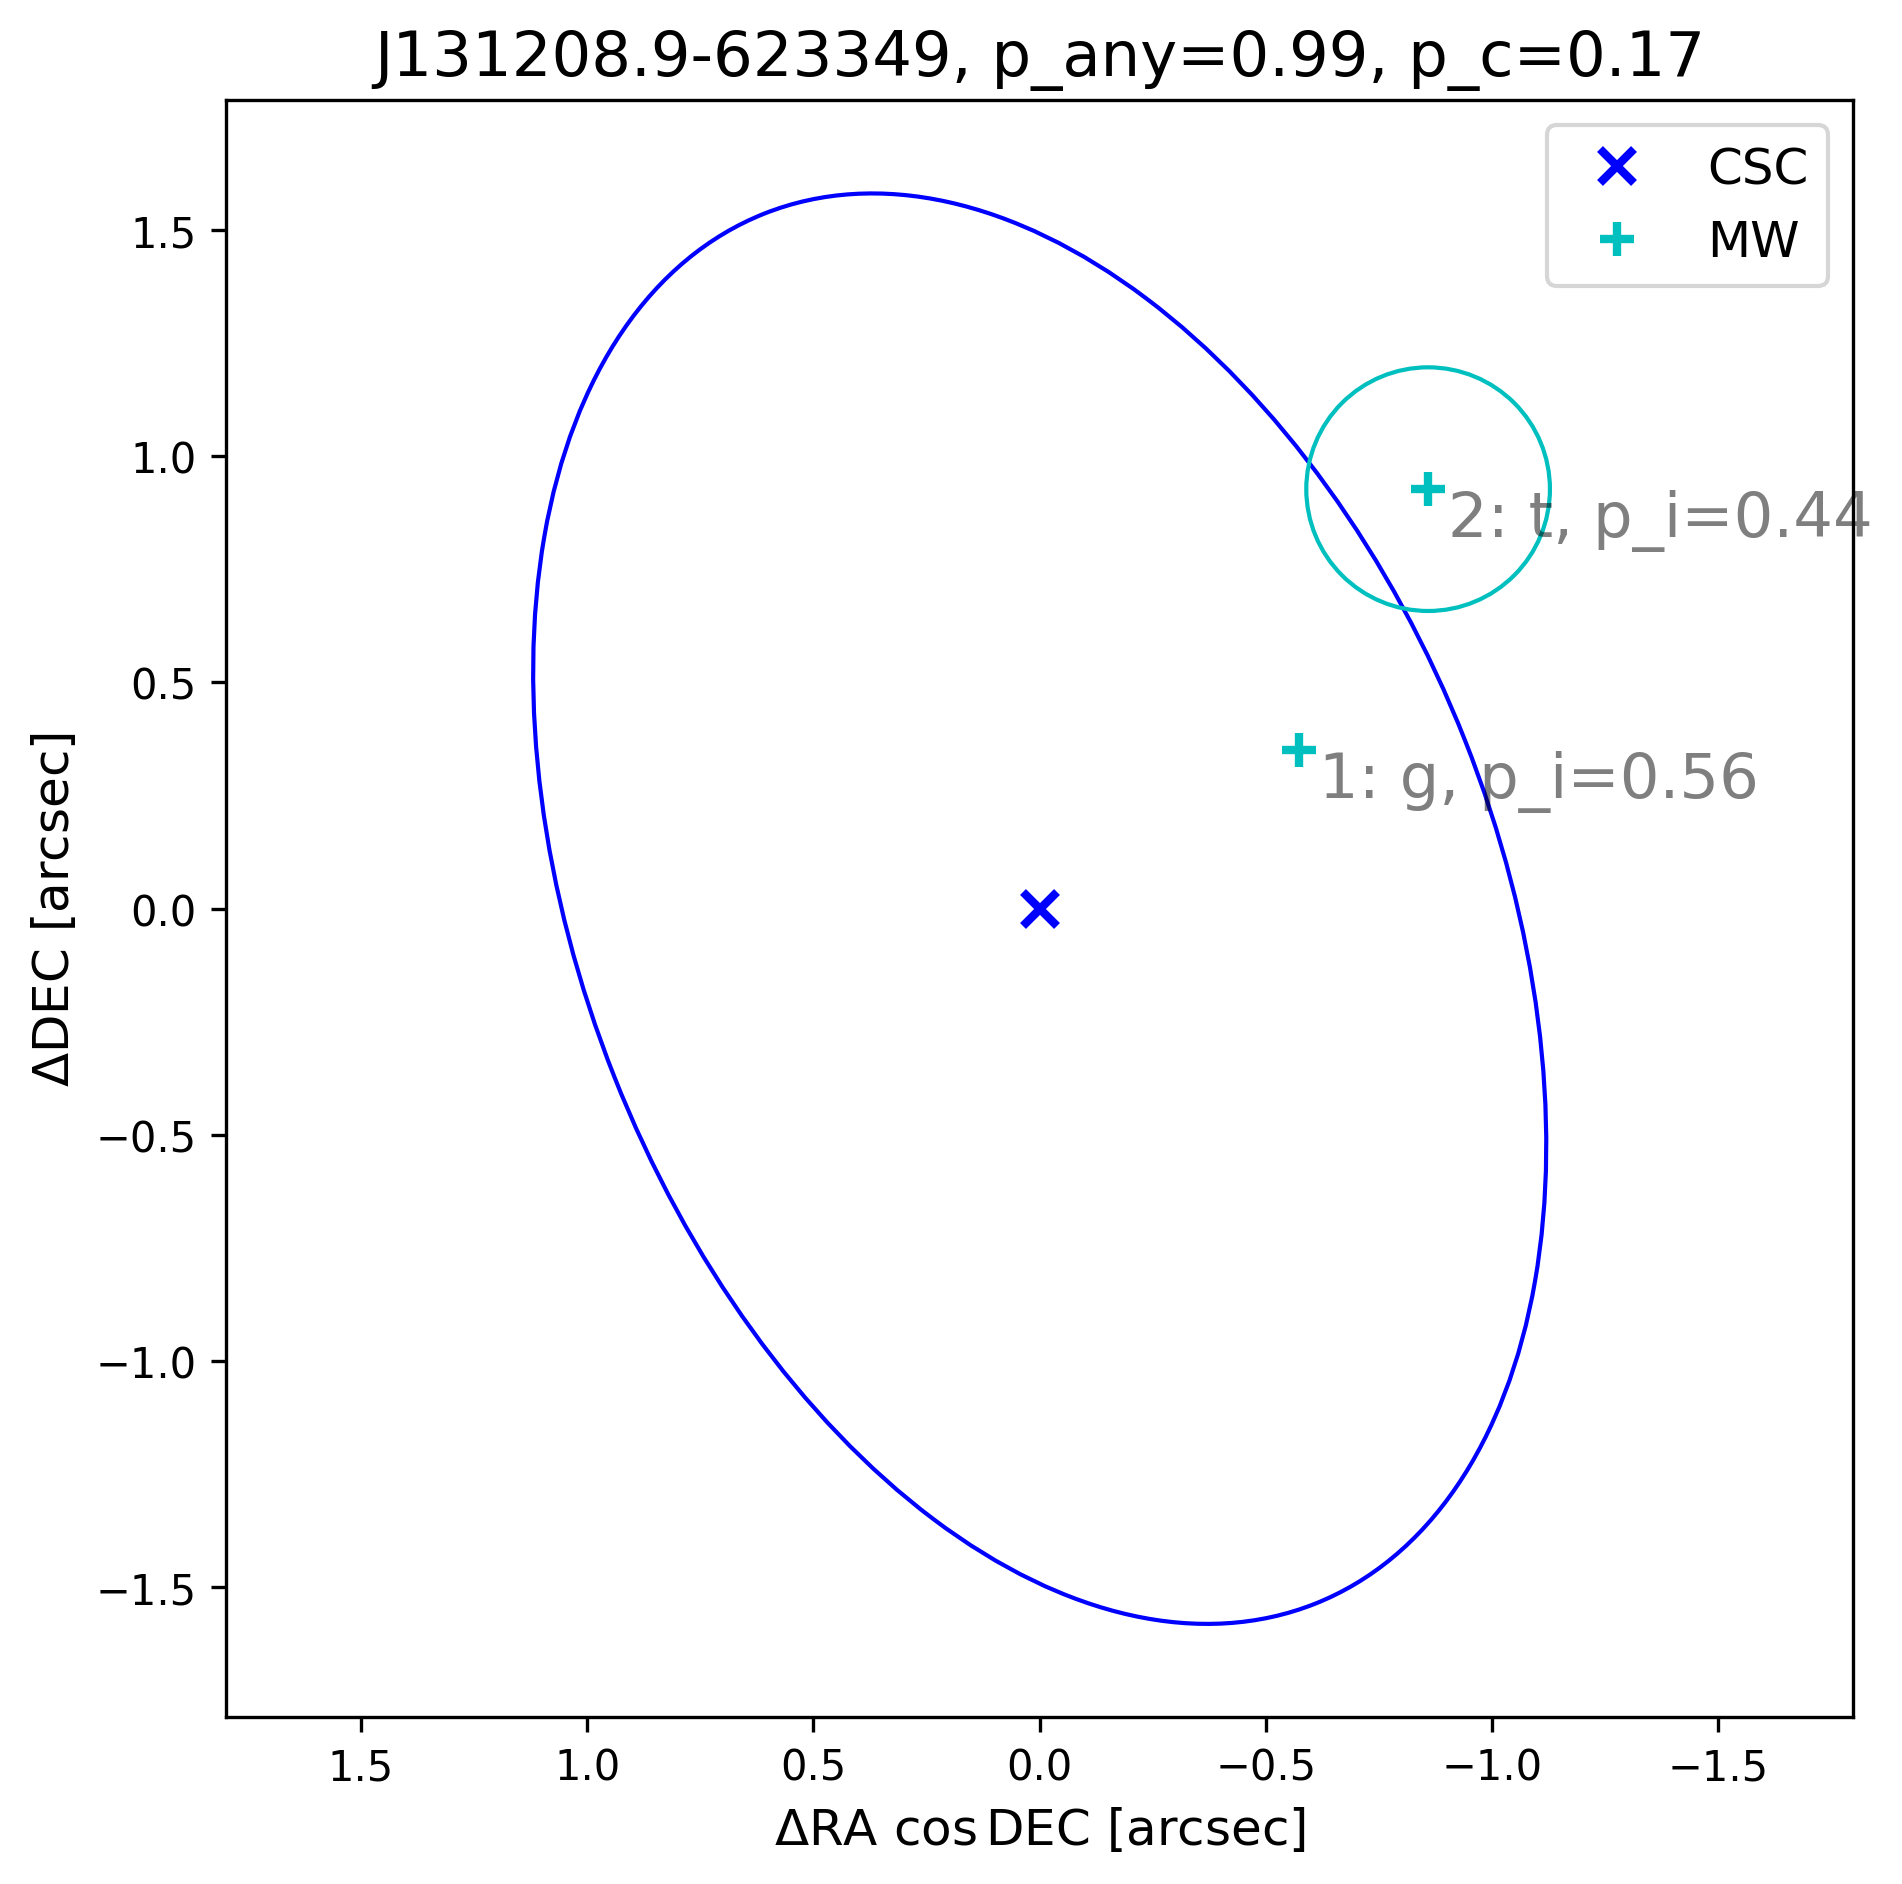 J131208.9-623349, p_any=0.99, p_c=0.17
CSC
MW
2: t, p_i=0.44
1: g, p_i=0.56
ΔDEC [arcsec]
1.5
1.0
0.5
0.0
−0.5
−1.0
−1.5
1.5 1.0 0.5 0.0 −0.5 −1.0 −1.5
ΔRA cos DEC [arcsec]